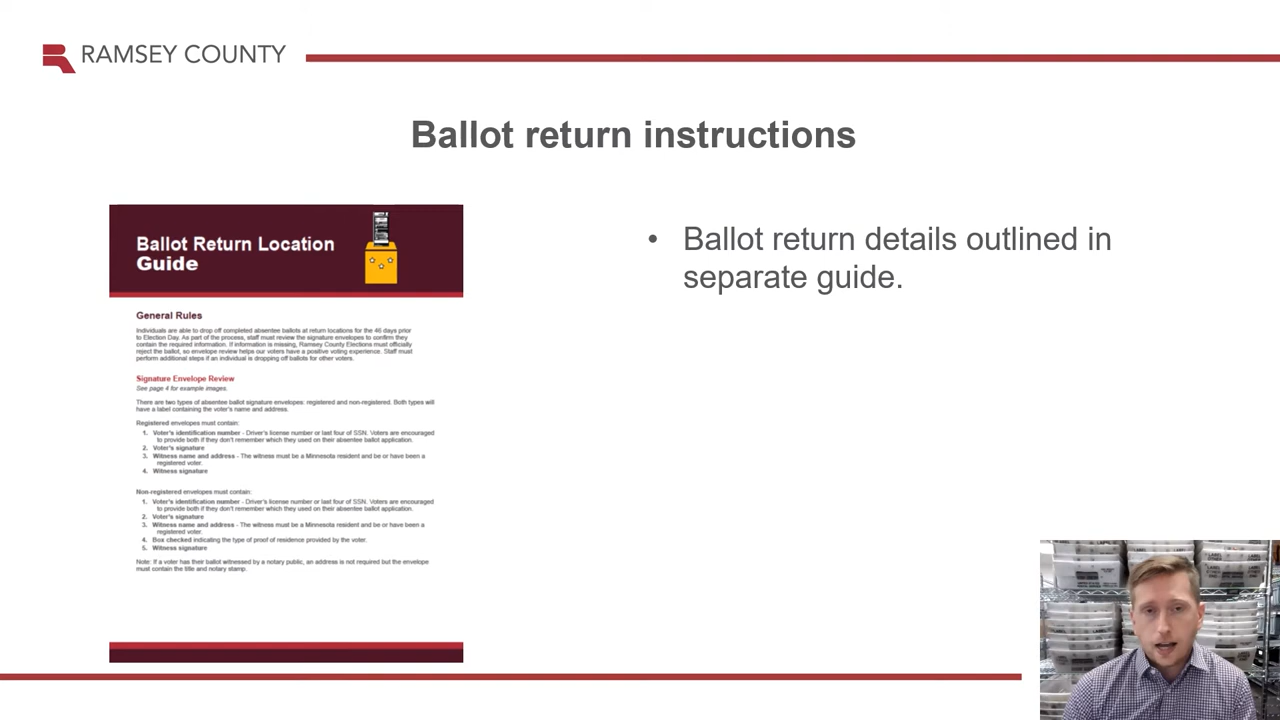 RAMSEY COUNTY
Ballot return instructions
Ballot Return Location
Guide
General Rules
Individuals are able to drop off completed absentee ballots at return locations for the 46 days prior
to Election Day. As part of the process, staff must review the signature envelopes to confirm they
contain the required information. If information is missing, Ramsey County Elections must officially
reject the ballot, so envelope review helps our voters have a positive voting experience. Staff must
perform additional steps if an individual is dropping off ballots for other voters.
Signature Envelope Review
See page 4 for example images.
There are two types of absentee ballot signature envelopes: registered and non-registered. Both types will
have a label containing the voter's name and address.
Registered envelopes must contain:
1. Voter's identification number - Driver's license number or last four of SSN. Voters are encouraged
to provide both if they don't remember which they used on their absentee ballot application.
2. Voter's signature
3. Witness name and address - The witness must be a Minnesota resident and be or have been a
registered voter.
4. Witness signature
Non-registered envelopes must contain:
1. Voter's identification number - Driver's license number or last four of SSN. Voters are encouraged
to provide both if they don't remember which they used on their absentee ballot application.
2. Voter's signature
3. Witness name and address - The witness must be a Minnesota resident and be or have been a
registered voter.
4. Box checked indicating the type of proof of residence provided by the voter.
5. Witness signature
Note: If a voter has their ballot witnessed by a notary public, an address is not required but the envelope
must contain the title and notary stamp.
• Ballot return details outlined in
separate guide.